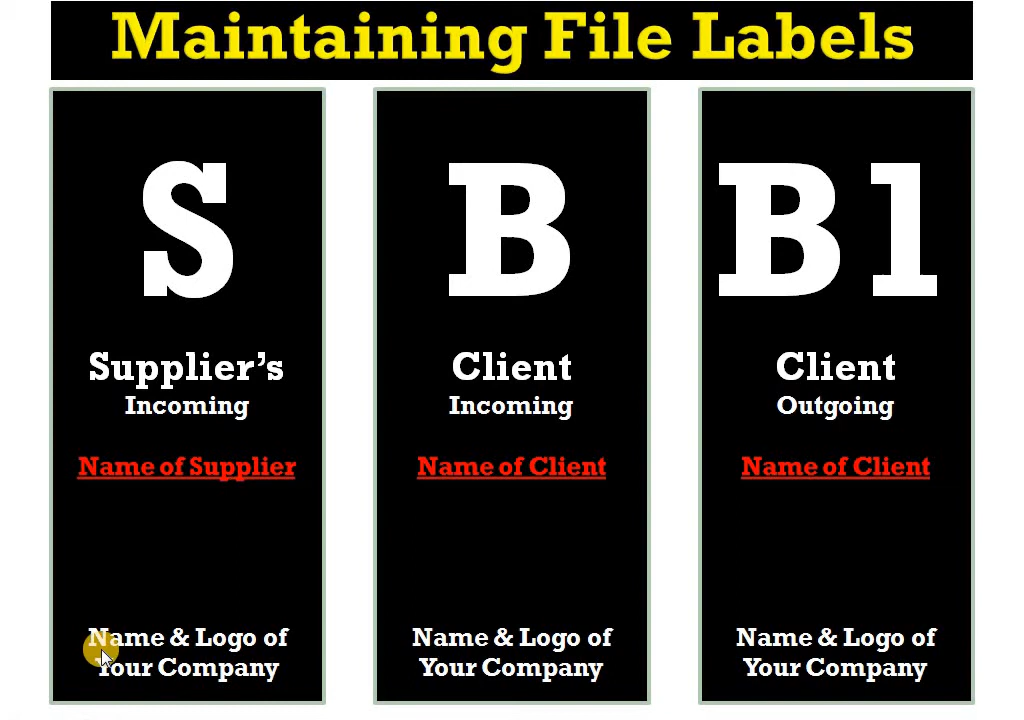 Maintaining File Labels
S
Supplier's
Incoming
Name of Supplier
Name & Logo of
Your Company
B
Client
Incoming
Name of Client
Name & Logo of
Your Company
B1
Client
Outgoing
Name of Client
Name & Logo of
Your Company